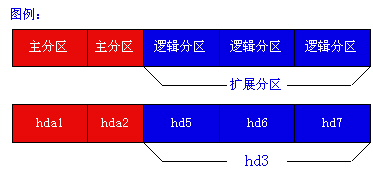 图例：
主分区 主分区 逻辑分区 逻辑分区 逻辑分区
扩展分区
hda1 hda2 hd5 hd6 hd7
hd3